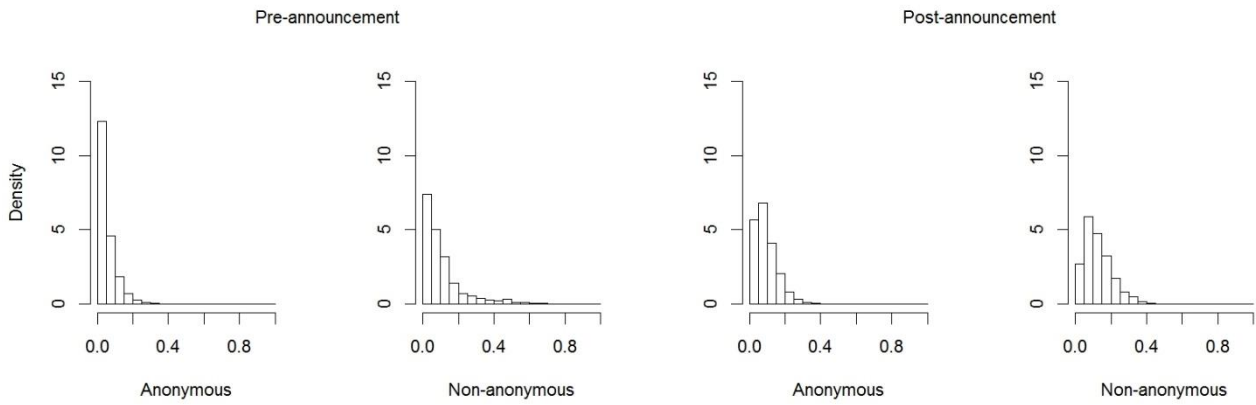 Pre-announcement Post-announcement
15 15 15 15
10 10 10 10
Density
5 5 5 5
0 0 0 0
0.0 0.4 0.8 0.0 0.4 0.8 0.0 0.4 0.8 0.0 0.4 0.8
Anonymous Non-anonymous Anonymous Non-anonymous